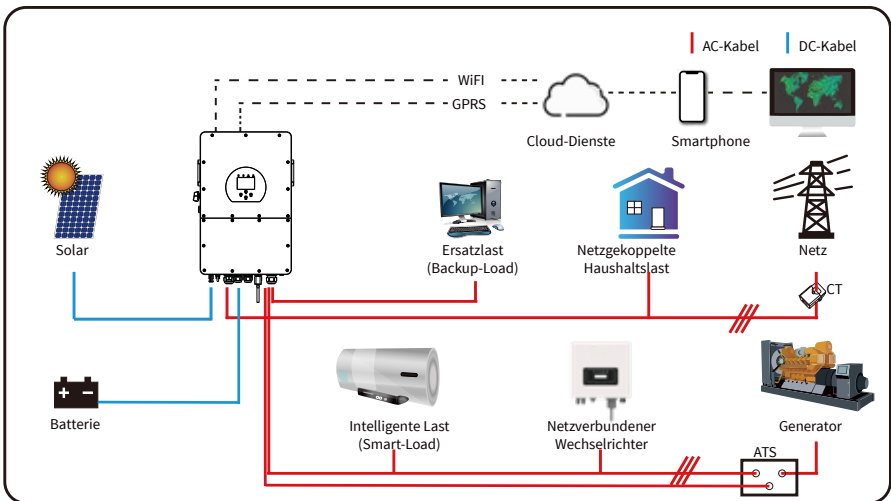 AC-Kabel
DC-Kabel
WiFI
GPRS
Cloud-Dienste
Smartphone
Solar
Ersatzlast
(Backup-Load)
Netzgekoppelte
Haushaltslast
Netz
CT
Batterie
Intelligente Last
(Smart-Load)
Netzverbundener
Wechselrichter
Generator
ATS